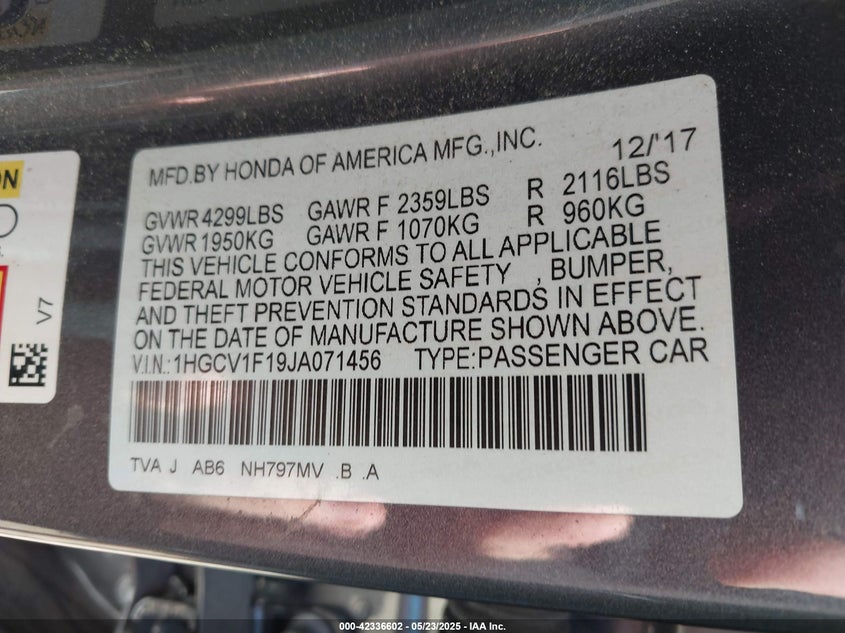 MFD.BY HONDA OF AMERICA MFG.,INC. 12/'17
GVWR 4299LBS GAWR F 2359LBS R 2116LBS
GVWR 1950KG GAWR F 1070KG R 960KG
THIS VEHICLE CONFORMS TO ALL APPLICABLE
FEDERAL MOTOR VEHICLE SAFETY , BUMPER,
AND THEFT PREVENTION STANDARDS IN EFFECT
ON THE DATE OF MANUFACTURE SHOWN ABOVE.
V.I.N.:1HGCV1F19JA071456 TYPE:PASSENGER CAR
TVA J AB6 NH797MV .B .A
V7
000-42336602 - 05/23/2025 - IAA Inc.